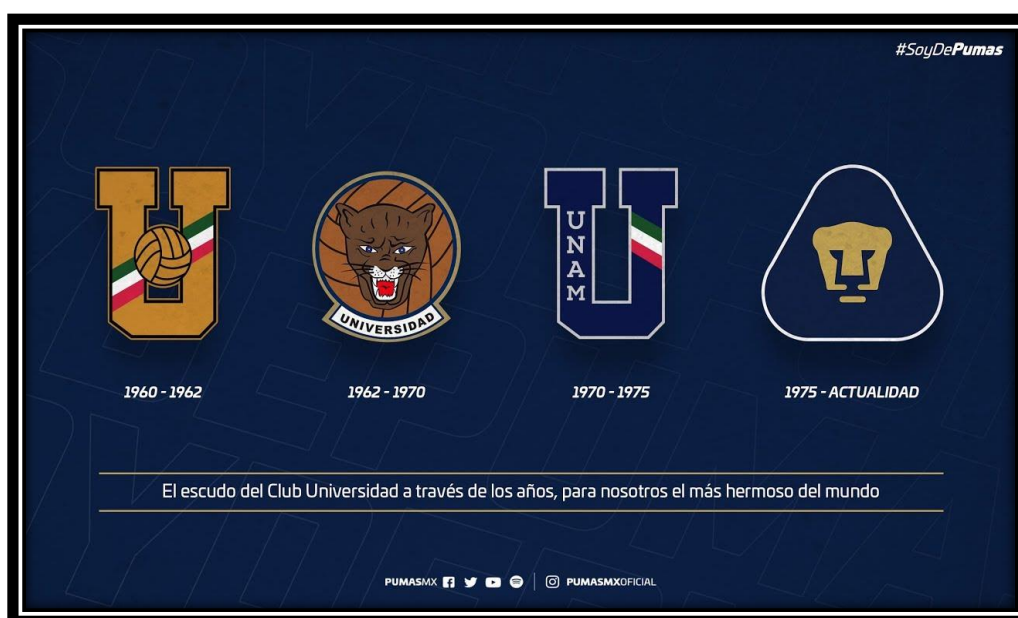 #SoyDePumas
UNIVERSIDAD
UNAM
1960 - 1962
1962 - 1970
1970 - 1975
1975 - ACTUALIDAD
El escudo del Club Universidad a través de los años, para nosotros el más hermoso del mundo
PUMASMX
PUMASMXOFICIAL